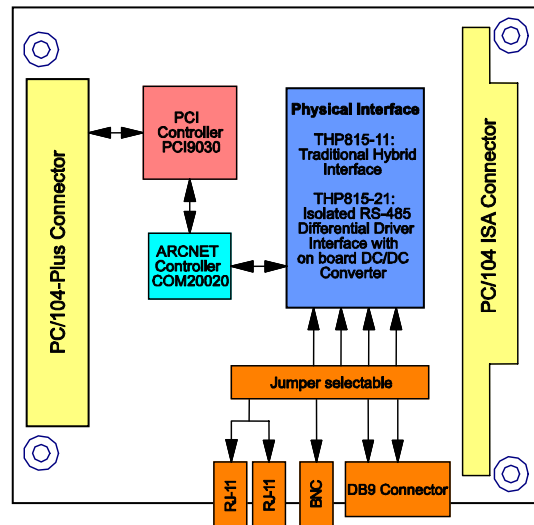 PC/104-Plus Connector
PCI
Controller
PCI9030
ARCNET
Controller
COM20020
Physical Interface
THP815-11:
Traditional Hybrid
Interface
THP815-21:
Isolated RS-485
Differential Driver
Interface with
on board DC/DC
Converter
PC/104 ISA Connector
Jumper selectable
RJ-11
RJ-11
BNC
DB9 Connector